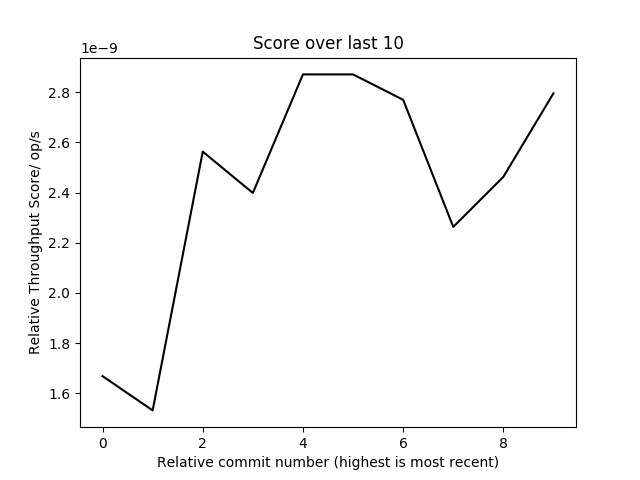 Score over last 10
1e−9
2.8
2.6
2.4
2.2
2.0
1.8
1.6
Relative Throughput Score/ op/s
0 2 4 6 8
Relative commit number (highest is most recent)